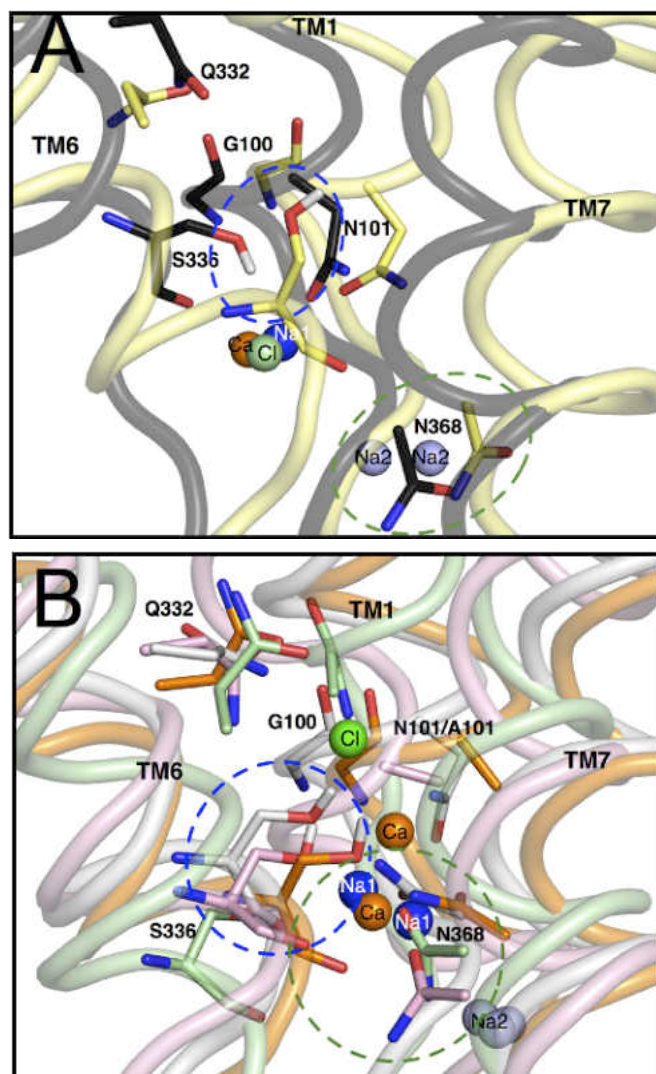 A
TM1
Q332
TM6
G100
TM7
N101
S336
Na1
Ca
Cl
N368
Na2 Na2
B
Q332
TM1
G100
Cl
N101/A101
TM6
TM7
Ca
Na1
Ca
Na1
S336
N368
Na2